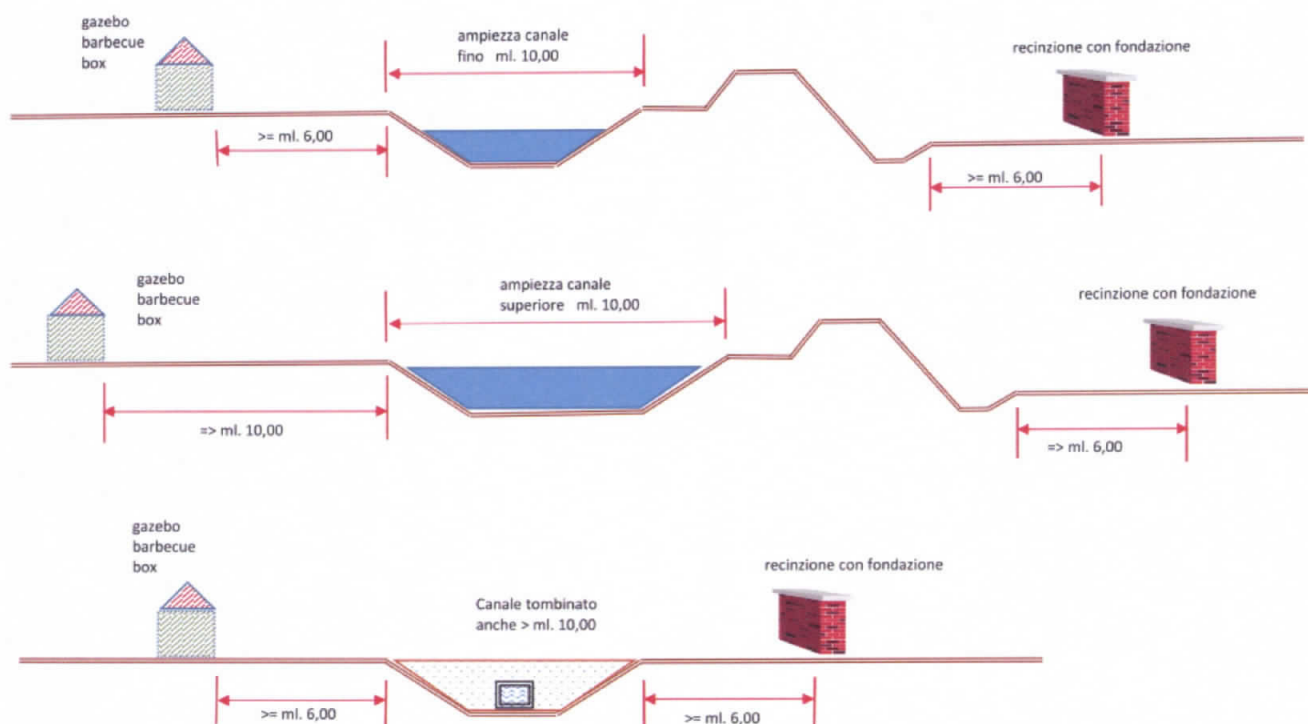 gazebo
barbecue
box
ampiezza canale
fino ml. 10,00
recinzione con fondazione
>= ml. 6,00
>= ml. 6,00
gazebo
barbecue
box
ampiezza canale
superiore ml. 10,00
recinzione con fondazione
=> ml. 10,00
=> ml. 6,00
gazebo
barbecue
box
Canale tombinato
anche > ml. 10,00
recinzione con fondazione
>= ml. 6,00
>= ml. 6,00